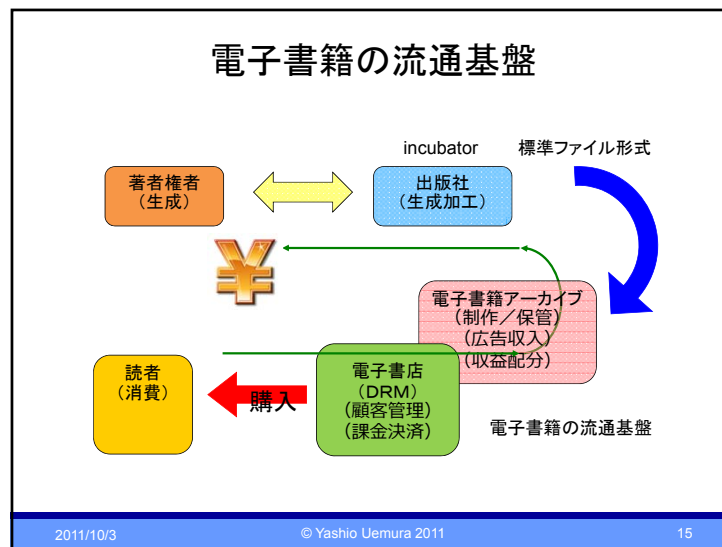 電子書籍の流通基盤
incubator
標準ファイル形式
著者権者
(生成)
出版社
(生成加工)
¥
電子書籍アーカイブ
(制作/保管)
(広告収入)
(収益配分)
読者
(消費)
購入
電子書店
(DRM)
(顧客管理)
(課金決済)
電子書籍の流通基盤
2011/10/3
© Yashio Uemura 2011
15